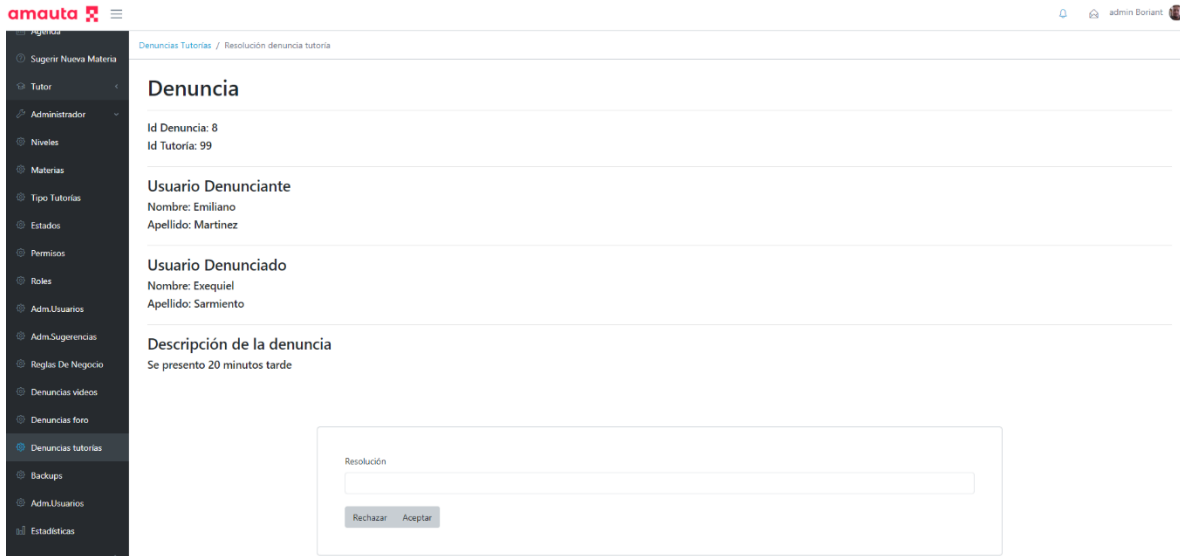 amauta
admin Boriant
Agenda
Sugerir Nueva Materia
Tutor
Administrador
Niveles
Materias
Tipo Tutorías
Estados
Permisos
Roles
Adm.Usuarios
Adm.Sugerencias
Reglas De Negocio
Denuncias videos
Denuncias foro
Denuncias tutorías
Backups
Adm.Usuarios
Estadísticas
Denuncias Tutorías / Resolución denuncia tutoría
Denuncia
Id Denuncia: 8
Id Tutoría: 99
Usuario Denunciante
Nombre: Emiliano
Apellido: Martinez
Usuario Denunciado
Nombre: Exequiel
Apellido: Sarmiento
Descripción de la denuncia
Se presento 20 minutos tarde
Resolución
Rechazar Aceptar